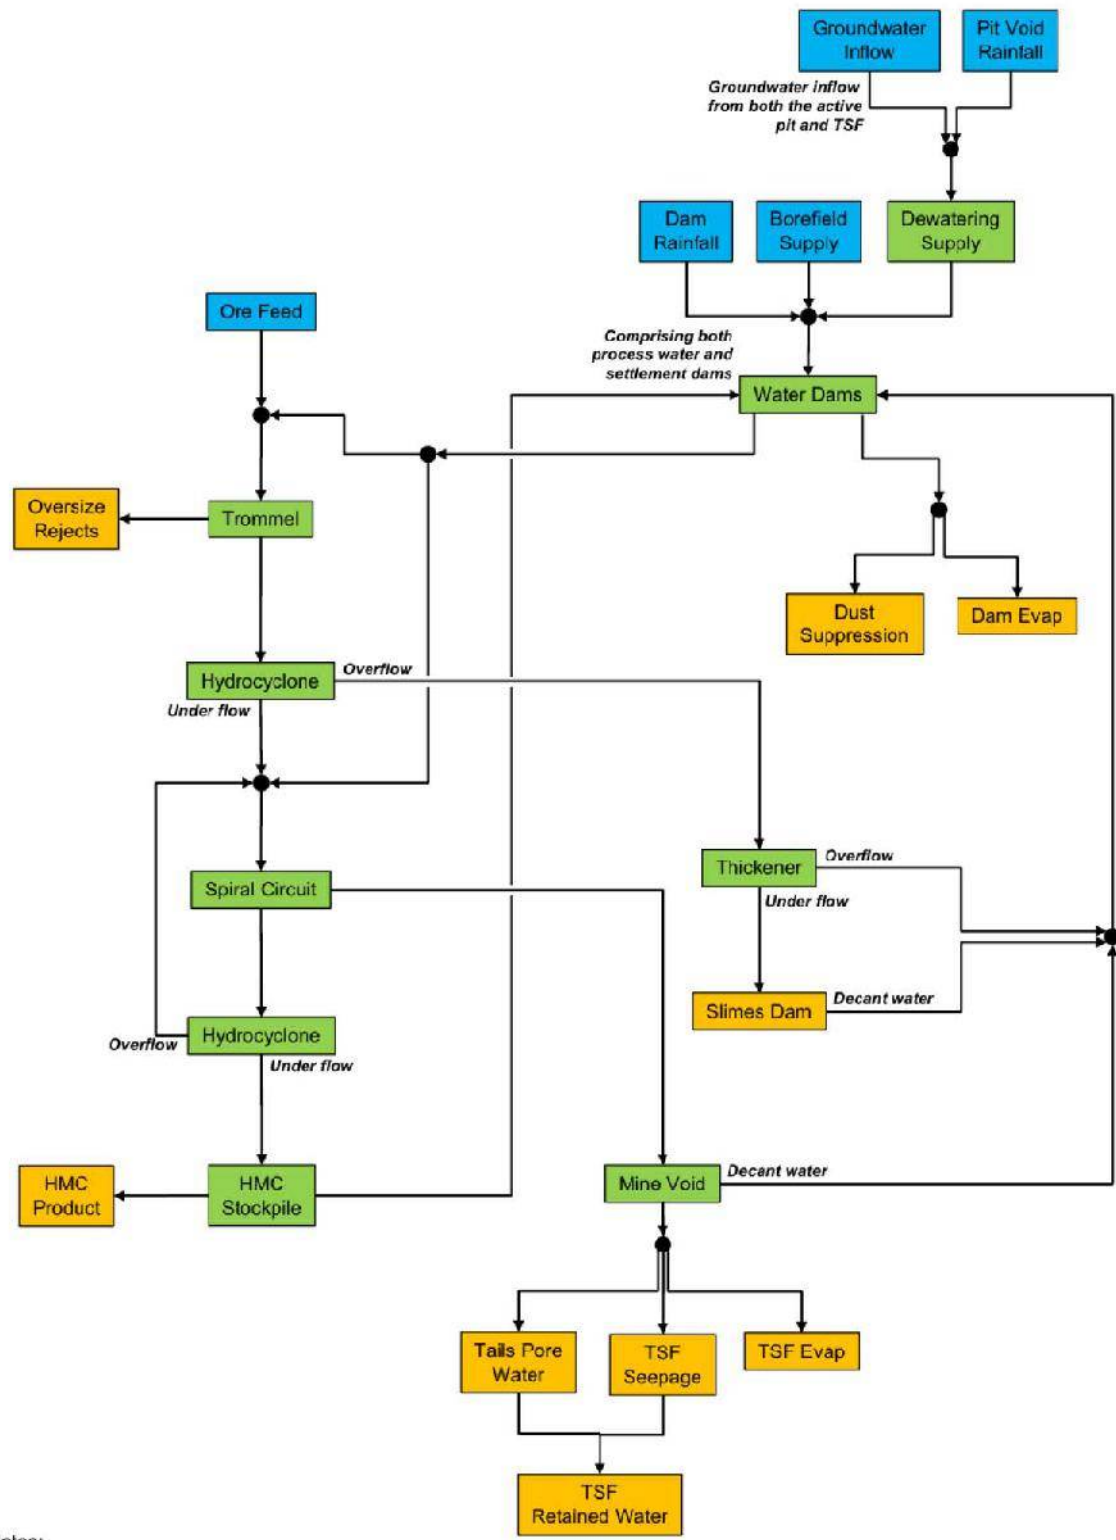 Groundwater
Inflow
Pit Void
Rainfall
Groundwater inflow
from both the active
pit and TSF
Dam
Rainfall
Borefield
Supply
Dewatering
Supply
Ore Feed
Comprising both
process water and
settlement dams
Water Dams
Oversize
Rejects
Trommel
Dust
Suppression
Dam Evap
Hydrocyclone
Overflow
Under flow
Spiral Circuit
Thickener
Overflow
Under flow
Slimes Dam
Decant water
Hydrocyclone
Overflow
Under flow
HMC
Product
HMC
Stockpile
Mine Void
Decant water
Tails Pore
Water
TSF
Seepage
TSF Evap
TSF
Retained Water